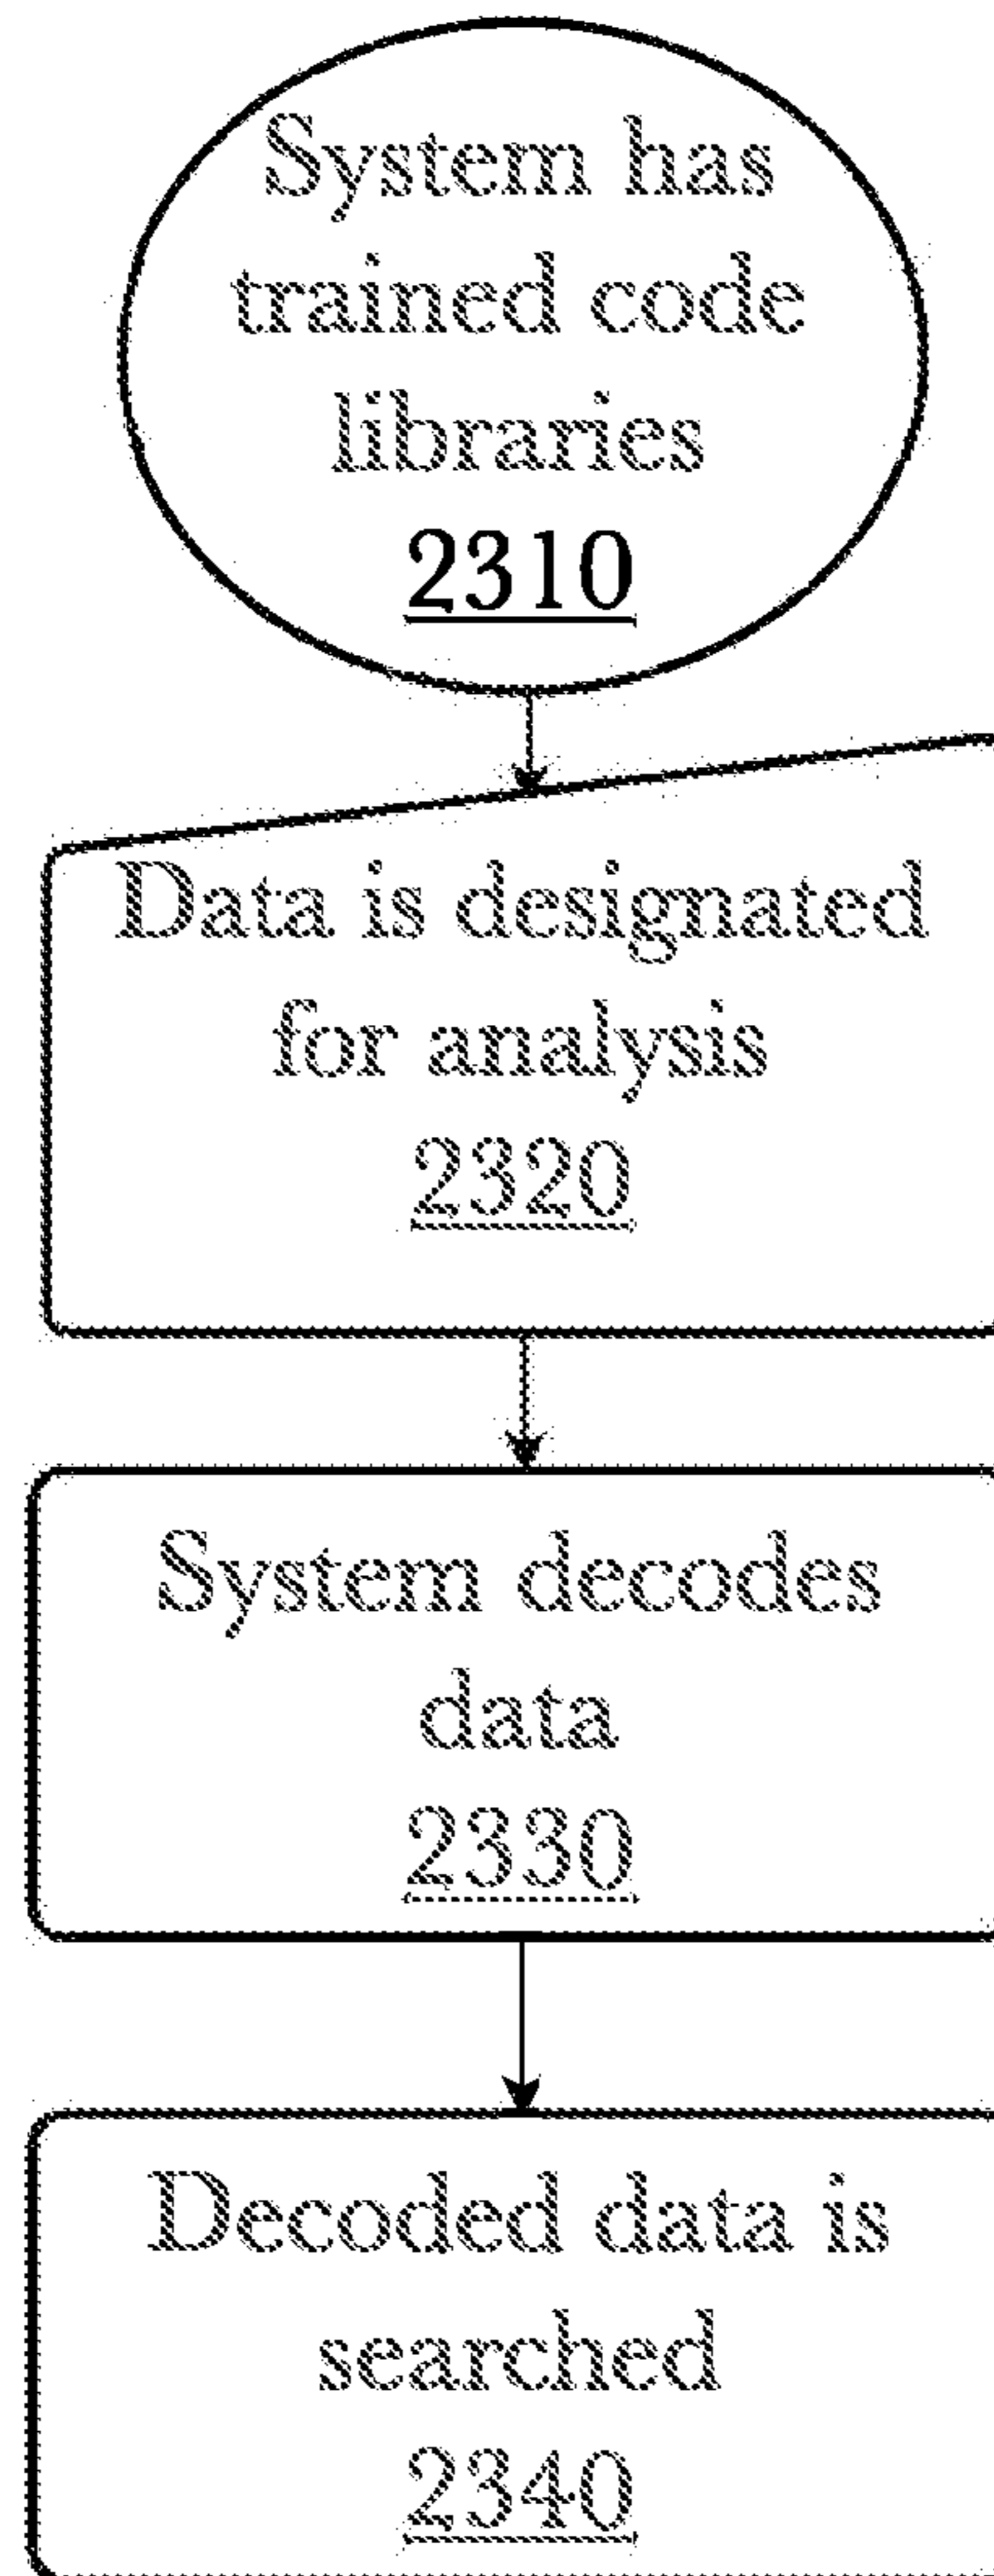 System has
trained code
libraries
2310
Data is designated
for analysis
2320
System decodes
data
2330
Decoded data is
searched
2340